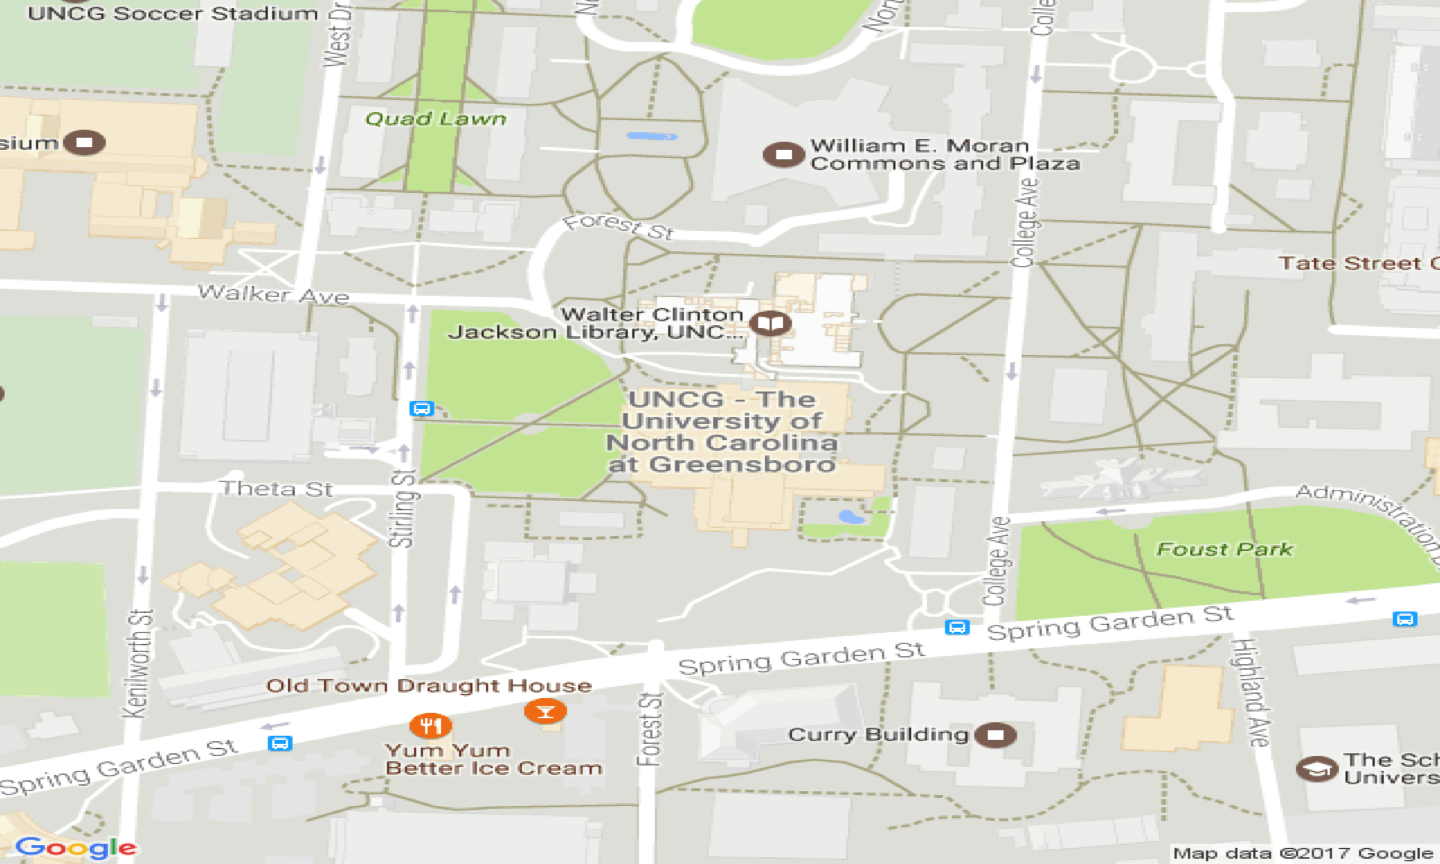 UNCG Soccer Stadium
West Dr
Quad Lawn
sium
William E. Moran
Commons and Plaza
College Ave
Forest St
Tate Street
Walker Ave
Walter Clinton
Jackson Library, UNC...
UNCG - The
University of
North Carolina
at Greensboro
Theta St
Stirling St
Administration
College Ave
Foust Park
Kenilworth St
Spring Garden St
Spring Garden St
Highland Ave
Old Town Draught House
Forest St
Curry Building
Yum Yum
Better Ice Cream
Spring Garden St
The Sch
Univers
Google
Map data ©2017 Google